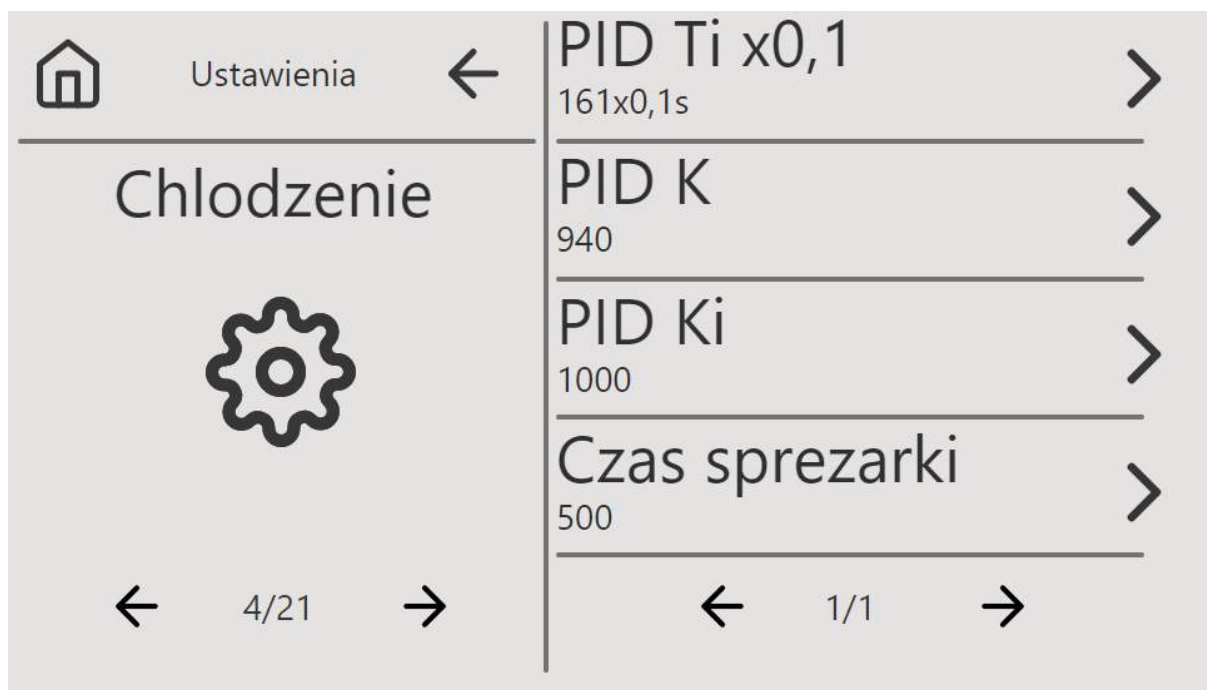 Ustawienia
Chlodzenie
4/21
PID Ti x0,1
161x0,1s
PID K
940
PID Ki
1000
Czas sprezarki
500
1/1